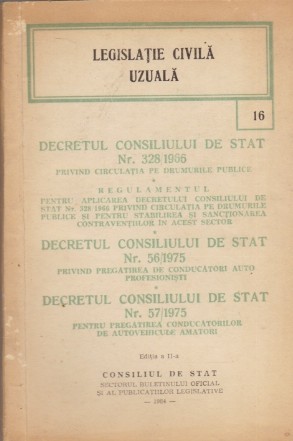 LEGISLAȚIE CIVILĂ
UZUALĂ
16
DECRETUL CONSILIULUI DE STAT
Nr. 328/1966
PRIVIND CIRCULAȚIA PE DRUMURILE PUBLICE
*
REGULAMENTUL
PENTRU APLICAREA DECRETULUI CONSILIULUI DE
STAT Nr. 328/1966 PRIVIND CIRCULAȚIA PE DRUMURILE
PUBLICE ȘI PENTRU STABILIREA ȘI SANCȚIONAREA
CONTRAVENȚIILOR ÎN ACEST SECTOR
*
DECRETUL CONSILIULUI DE STAT
Nr. 56/1975
PRIVIND PREGĂTIREA DE CONDUCĂTORI AUTO
PROFESIONIȘTI
*
DECRETUL CONSILIULUI DE STAT
Nr. 57/1975
PENTRU PREGĂTIREA CONDUCĂTORILOR
DE AUTOVEHICULE AMATORI
Ediția a II-a
CONSILIUL DE STAT
SECTORUL BULETINULUI OFICIAL
ȘI AL PUBLICAȚIILOR LEGISLATIVE